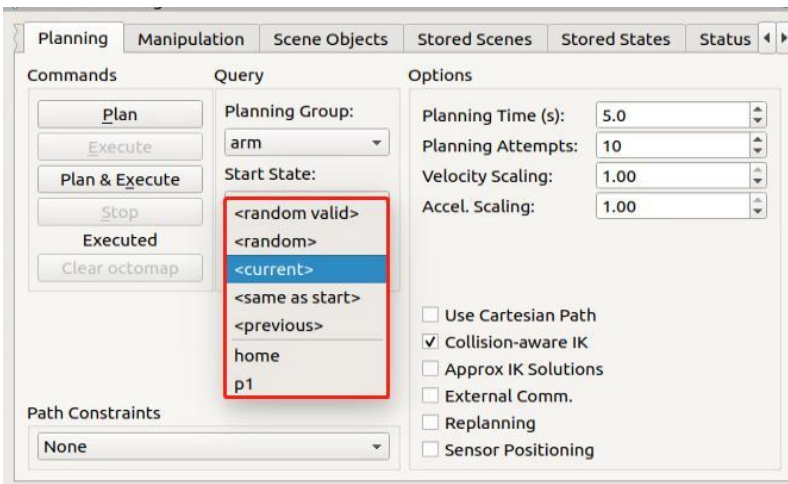 Planning Manipulation Scene Objects Stored Scenes Stored States Status
Commands
Plan
Execute
Plan & Execute
Stop
Executed
Clear octomap
Query
Planning Group:
arm
Start State:
<random valid>
<random>
<current>
<same as start>
<previous>
home
p1
Options
Planning Time (s): 5.0
Planning Attempts: 10
Velocity Scaling: 1.00
Accel. Scaling: 1.00
Use Cartesian Path
Collision-aware IK
Approx IK Solutions
External Comm.
Replanning
Sensor Positioning
Path Constraints
None